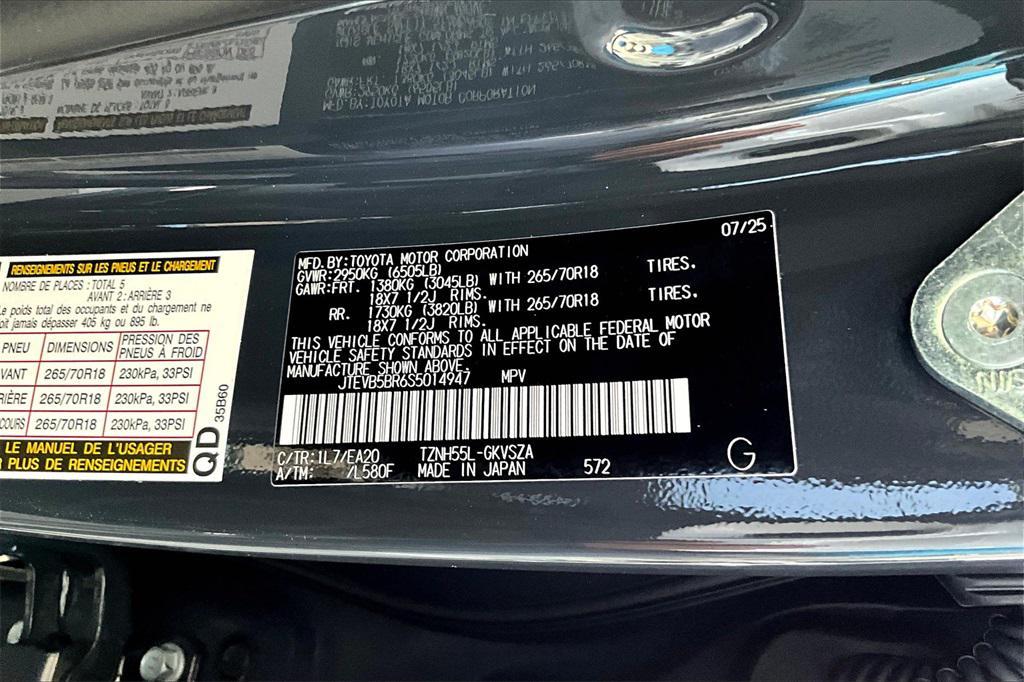 RENSEIGNEMENTS SUR LES PNEUS ET LE CHARGEMENT
NOMBRE DE PLACES: TOTAL 5
AVANT 2: ARRIÈRE 3
Le poids total des occupants et du chargement ne
jamais dépasser 405 kg ou 895 lb.
PNEU DIMENSIONS PRESSION DES PNEUS À FROID
265/70R18 230kPa, 33PSI
265/70R18 230kPa, 33PSI
265/70R18 230kPa, 33PSI
LE MANUEL DE L'USAGER
PLUS DE RENSEIGNEMENTS
QD 35B60
07/25
MFD. BY:TOYOTA MOTOR CORPORATION
GVWR:2950KG (6505LB)
GAWR:FRT. 1380KG (3045LB) WITH 265/70R18 TIRES.
18X7 1/2J RIMS.
RR. 1730KG (3820LB) WITH 265/70R18 TIRES.
18X7 1/2J RIMS.
THIS VEHICLE CONFORMS TO ALL APPLICABLE FEDERAL MOTOR
VEHICLE SAFETY STANDARDS IN EFFECT ON THE DATE OF
MANUFACTURE SHOWN ABOVE.
JTEVB5BR6S5014947 MPV
C/TR:1L7/EA20 TZNH55L-GKVSZA
A/TM: /L580F MADE IN JAPAN 572
G